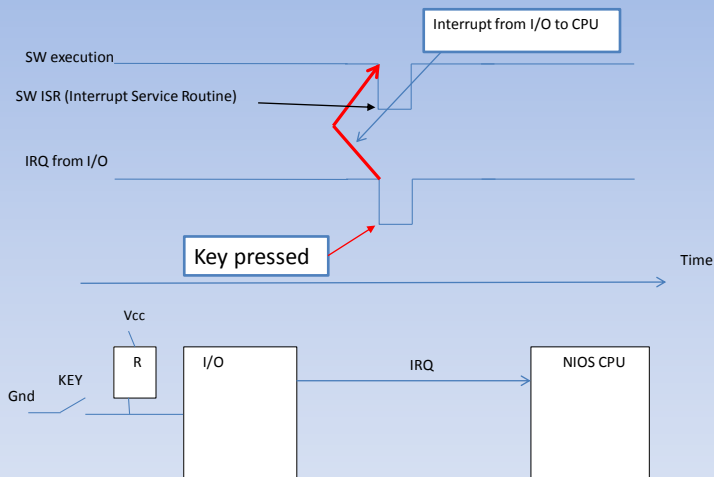 Interrupt from I/O to CPU
SW execution
SW ISR (Interrupt Service Routine)
IRQ from I/O
Key pressed
Time
Vcc
R
I/O
IRQ
NIOS CPU
KEY
Gnd